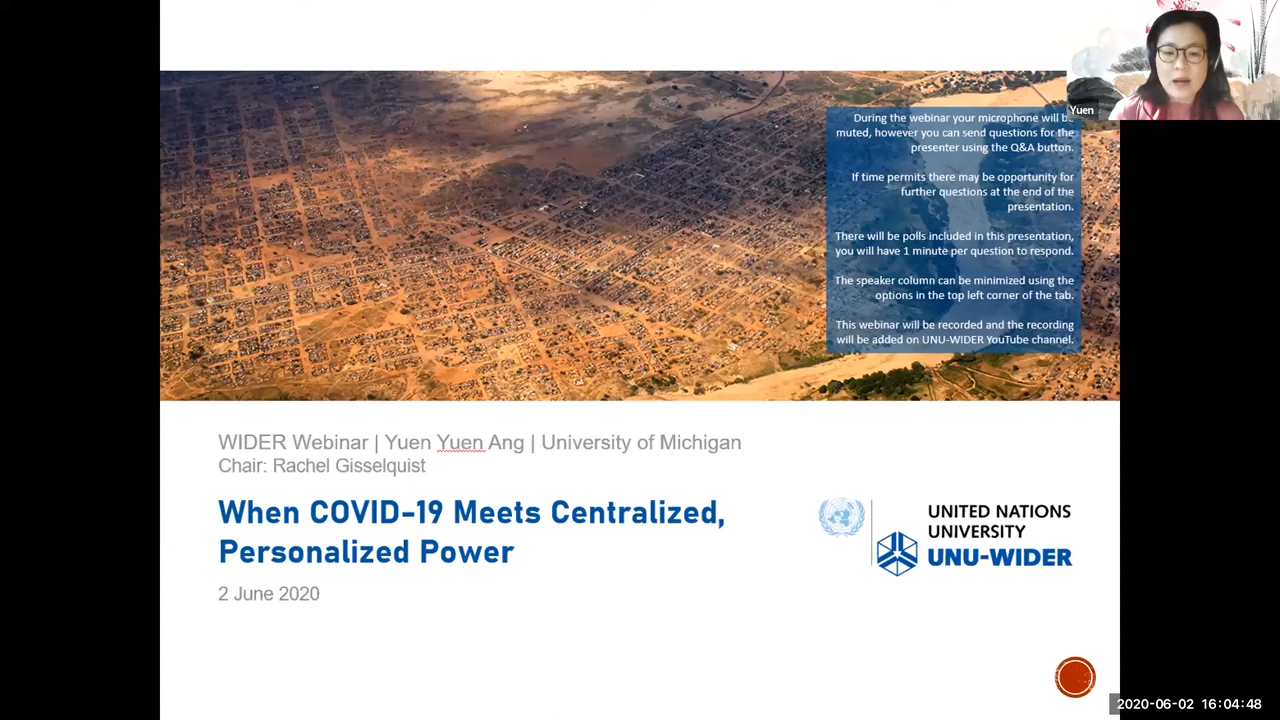 Yuen
During the webinar your microphone will be
muted, however you can send questions for the
presenter using the Q&A button.
If time permits there may be opportunity for
further questions at the end of the
presentation.
There will be polls included in this presentation,
you will have 1 minute per question to respond.
The speaker column can be minimized using the
options in the top left corner of the tab.
This webinar will be recorded and the recording
will be added on UNU-WIDER YouTube channel.
WIDER Webinar | Yuen Yuen Ang | University of Michigan
Chair: Rachel Gisselquist
When COVID-19 Meets Centralized,
Personalized Power
2 June 2020
UNITED NATIONS
UNIVERSITY
UNU-WIDER
2020-06-02 16:04:48